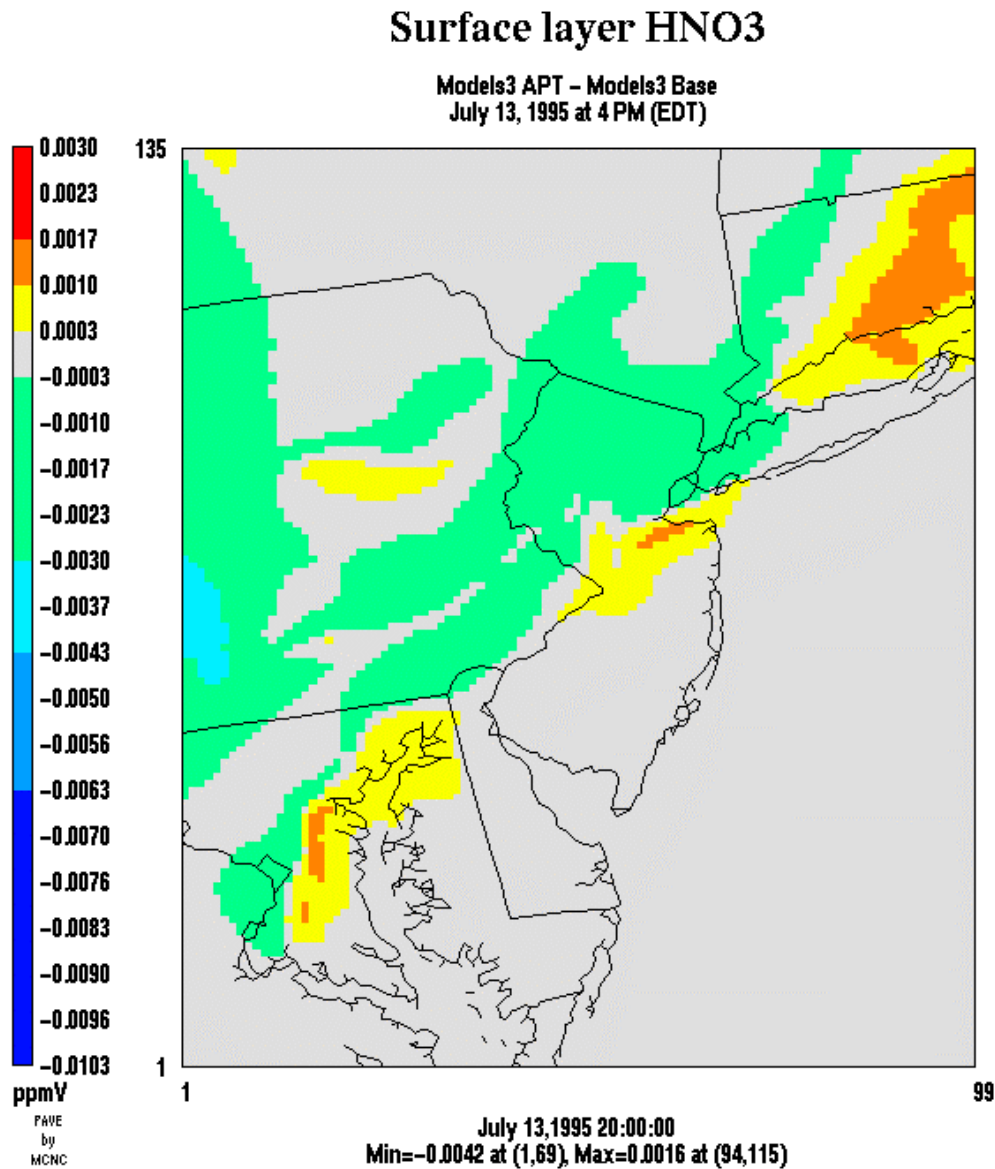 Surface layer HNO3
Models3 APT – Models3 Base
July 13, 1995 at 4 PM (EDT)
0.0030
0.0023
0.0017
0.0010
0.0003
−0.0003
−0.0010
−0.0017
−0.0023
−0.0030
−0.0037
−0.0043
−0.0050
−0.0056
−0.0063
−0.0070
−0.0076
−0.0083
−0.0090
−0.0096
−0.0103
ppmV
PAVE
by
MCNC
135
1
1
99
July 13,1995 20:00:00
Min=−0.0042 at (1,69), Max=0.0016 at (94,115)